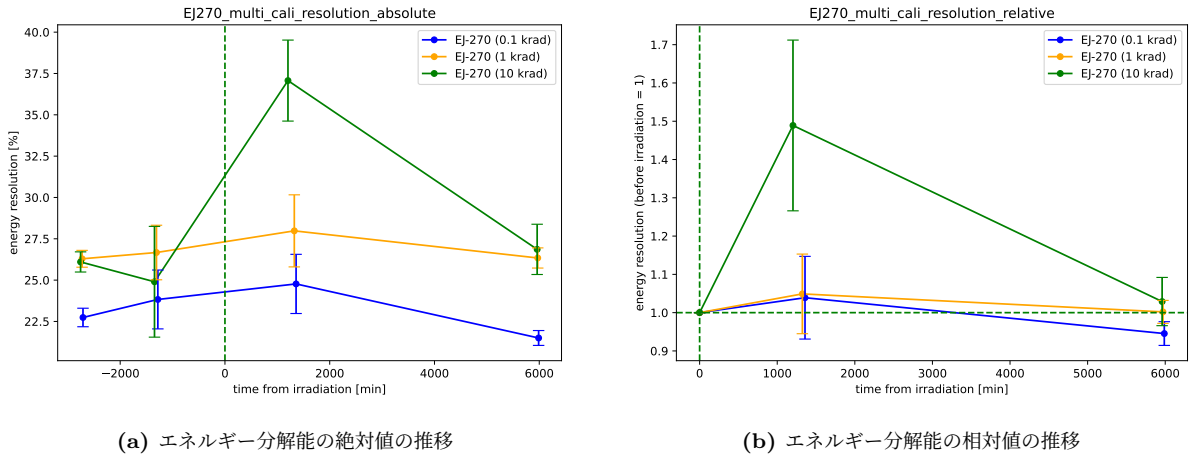 EJ270_multi_cali_resolution_absolute
energy resolution [%]
40.0
37.5
35.0
32.5
30.0
27.5
25.0
22.5
EJ-270 (0.1 krad)
EJ-270 (1 krad)
EJ-270 (10 krad)
−2000
0
2000
4000
6000
time from irradiation [min]
(a) エネルギー分解能の絶対値の推移
EJ270_multi_cali_resolution_relative
energy resolution (before irradiation = 1)
1.7
1.6
1.5
1.4
1.3
1.2
1.1
1.0
0.9
EJ-270 (0.1 krad)
EJ-270 (1 krad)
EJ-270 (10 krad)
0
1000
2000
3000
4000
5000
6000
time from irradiation [min]
(b) エネルギー分解能の相対値の推移